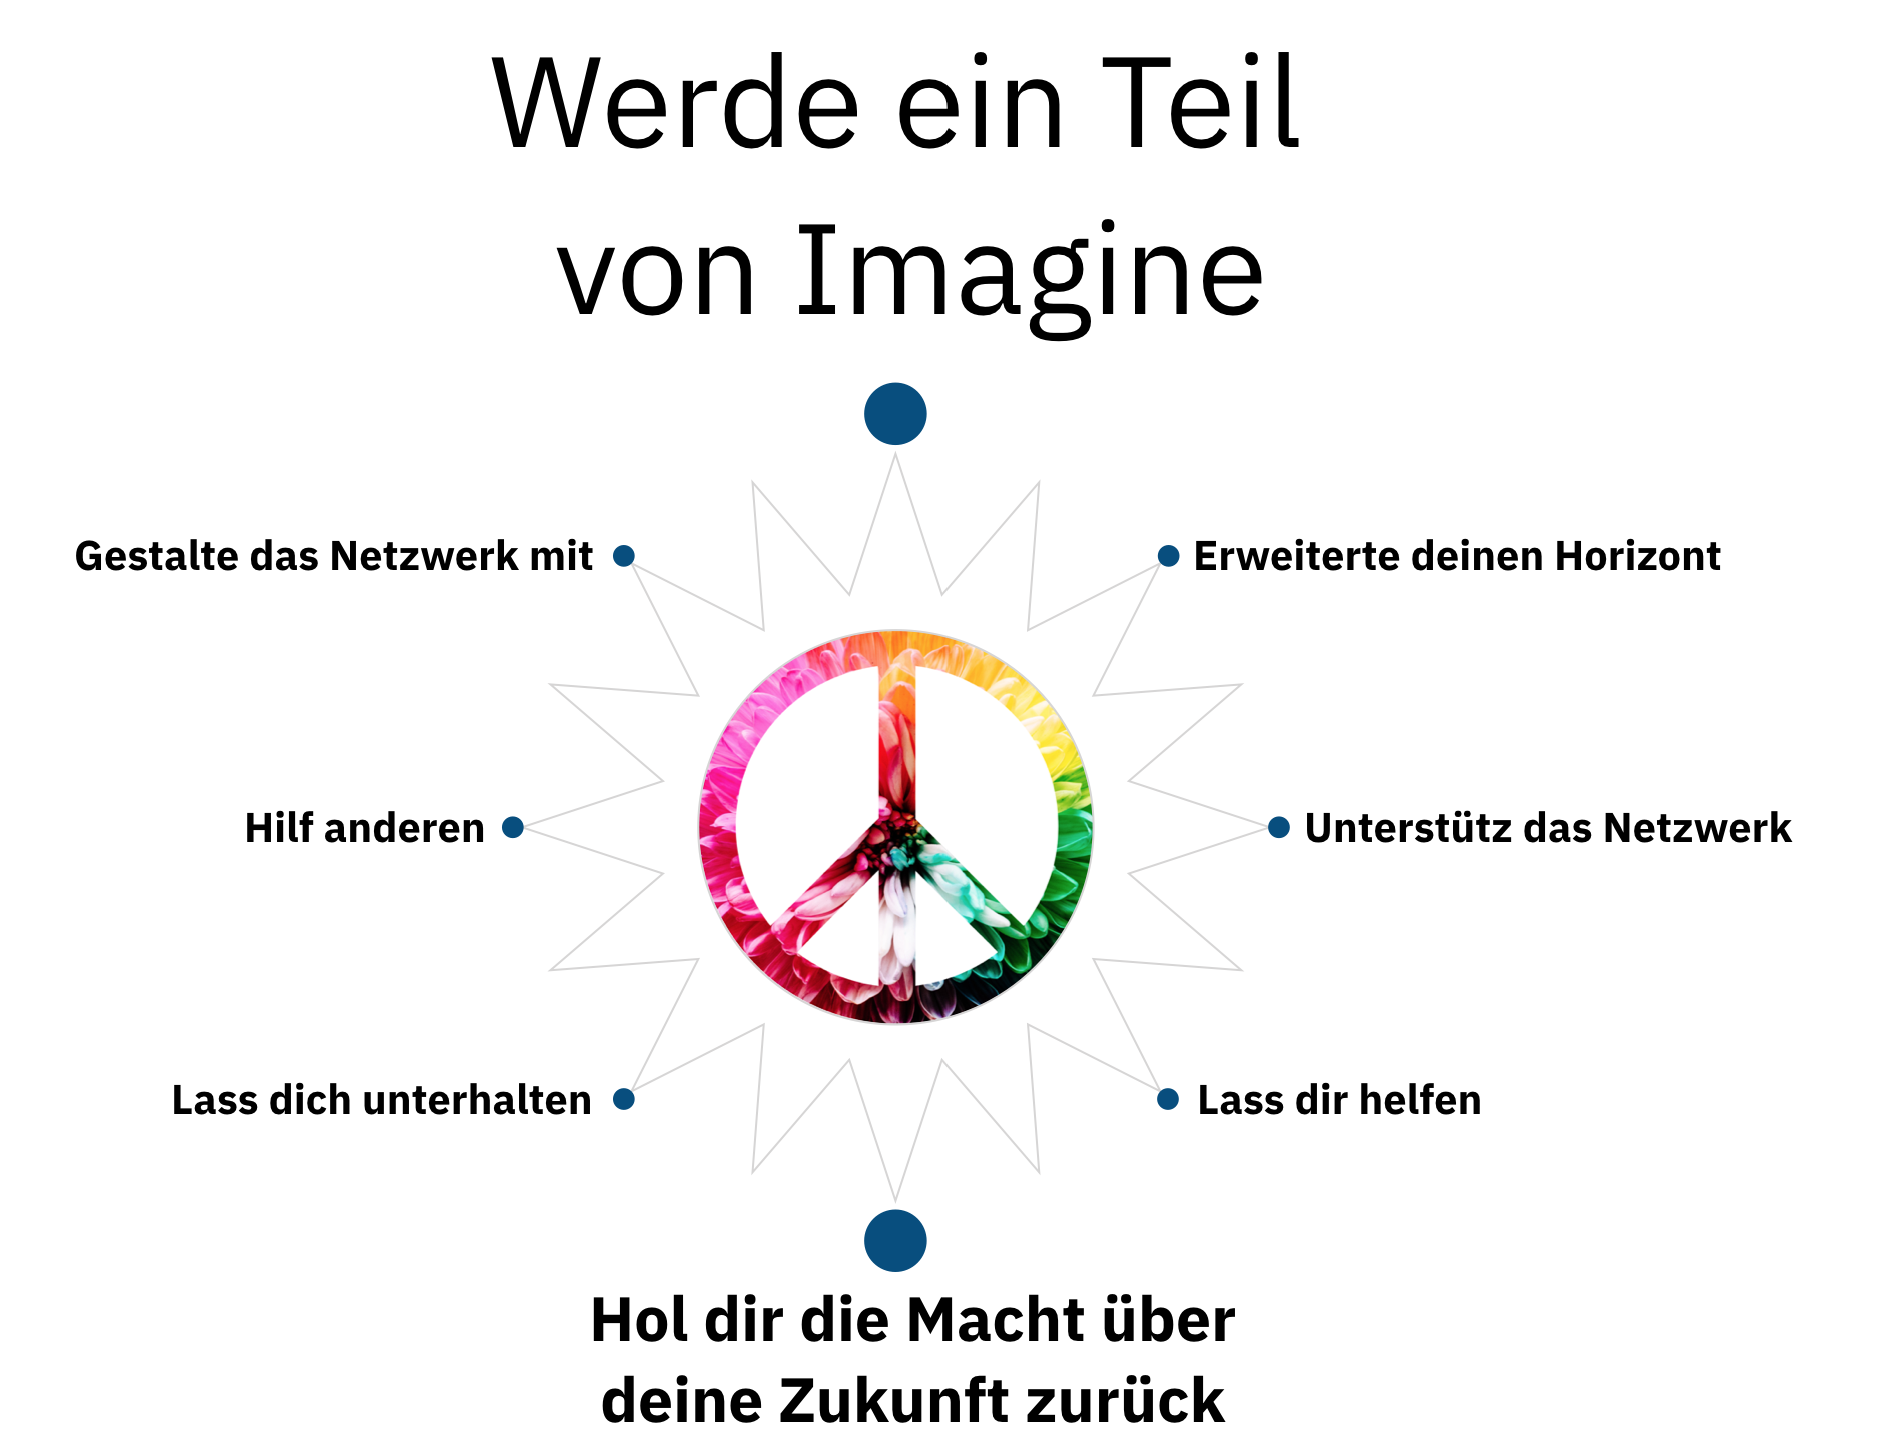 Werde ein Teil
von Imagine
Gestalte das Netzwerk mit
Erweiterte deinen Horizont
Hilf anderen
Unterstütz das Netzwerk
Lass dich unterhalten
Lass dir helfen
Hol dir die Macht über
deine Zukunft zurück